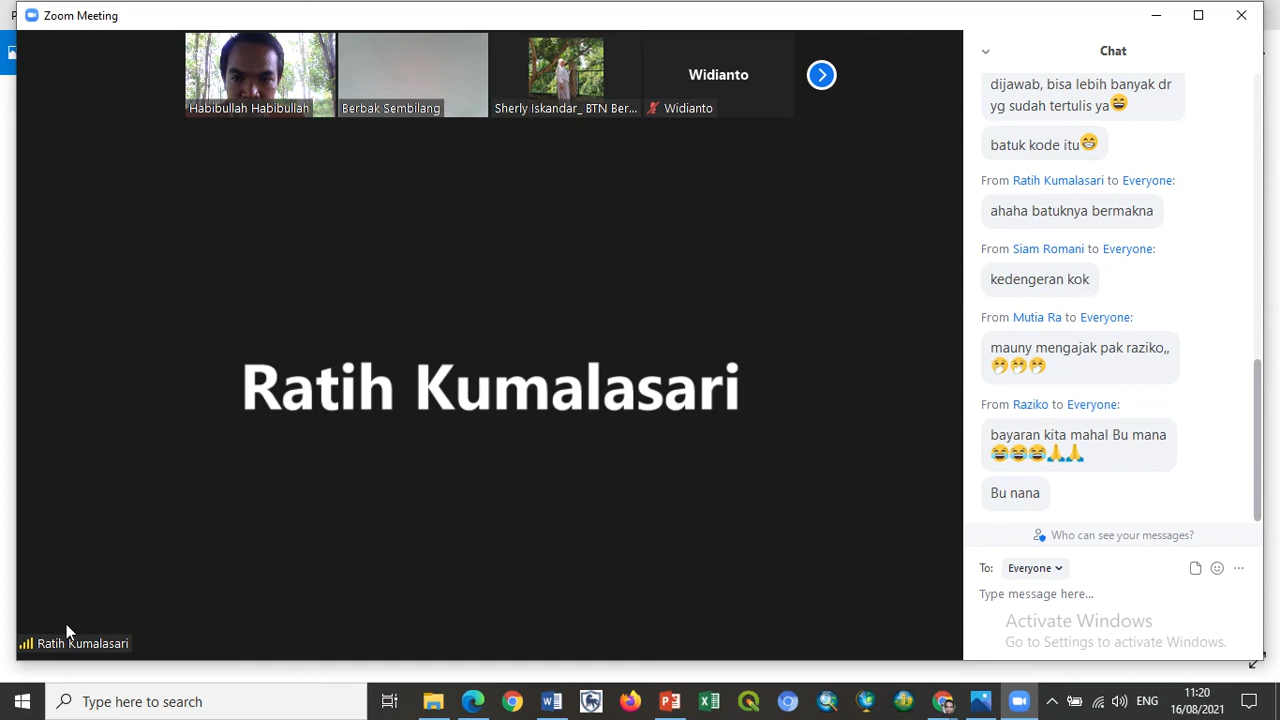 Zoom Meeting
Habibullah Habibullah
Berbak Sembilang
Sherly Iskandar_ BTN Ber...
Widianto
Widianto
Ratih Kumalasari
Ratih Kumalasari
Chat
dijawab, bisa lebih banyak dr
yg sudah tertulis ya😄
batuk kode itu😁
From Ratih Kumalasari to Everyone:
ahaha batuknya bermakna
From Siam Romani to Everyone:
kedengeran kok
From Mutia Ra to Everyone:
mauny mengajak pak raziko,,
🤭🤭🤭
From Raziko to Everyone:
bayaran kita mahal Bu mana
😂😂😂🙏🙏
Bu nana
Who can see your messages?
To: Everyone
Type message here...
Activate Windows
Go to Settings to activate Windows.
Type here to search
ENG
11:20
16/08/2021